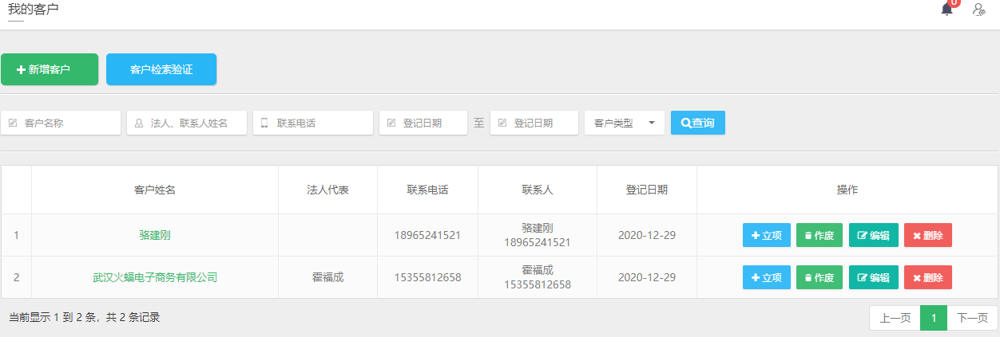 我的客户
0
新增客户
客户检索验证
客户名称
法人、联系人姓名
联系电话
登记日期
至
登记日期
客户类型
查询
客户姓名
法人代表
联系电话
联系人
登记日期
操作
1
骆建刚
18965241521
骆建刚
18965241521
2020-12-29
立项
作废
编辑
删除
2
武汉火蝠电子商务有限公司
霍福成
15355812658
霍福成
15355812658
2020-12-29
立项
作废
编辑
删除
当前显示 1 到 2 条，共 2 条记录
上一页
1
下一页